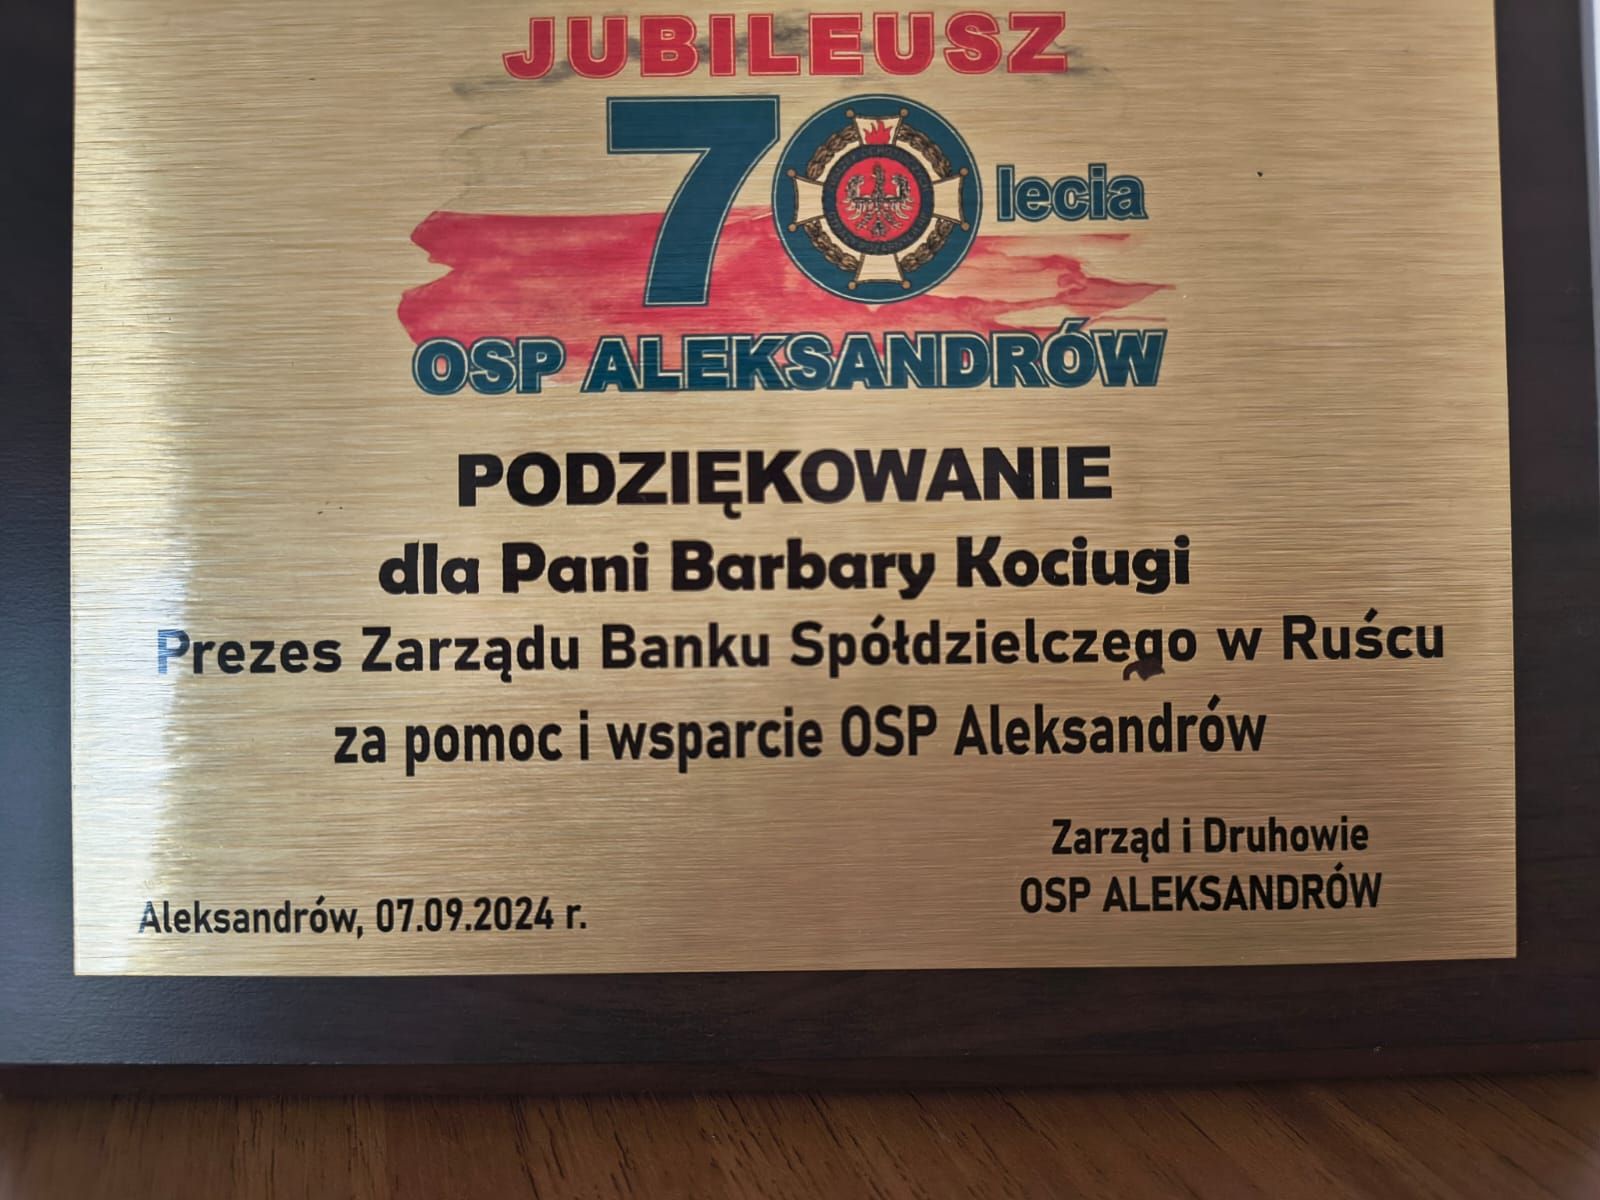 JUBILEUSZ
70 lecia
OSP ALEKSANDRÓW
PODZIĘKOWANIE
dla Pani Barbary Kociugi
Prezes Zarządu Banku Spółdzielczego w Ruścu
za pomoc i wsparcie OSP Aleksandrów
Zarząd i Druhowie
OSP ALEKSANDRÓW
Aleksandrów, 07.09.2024 r.